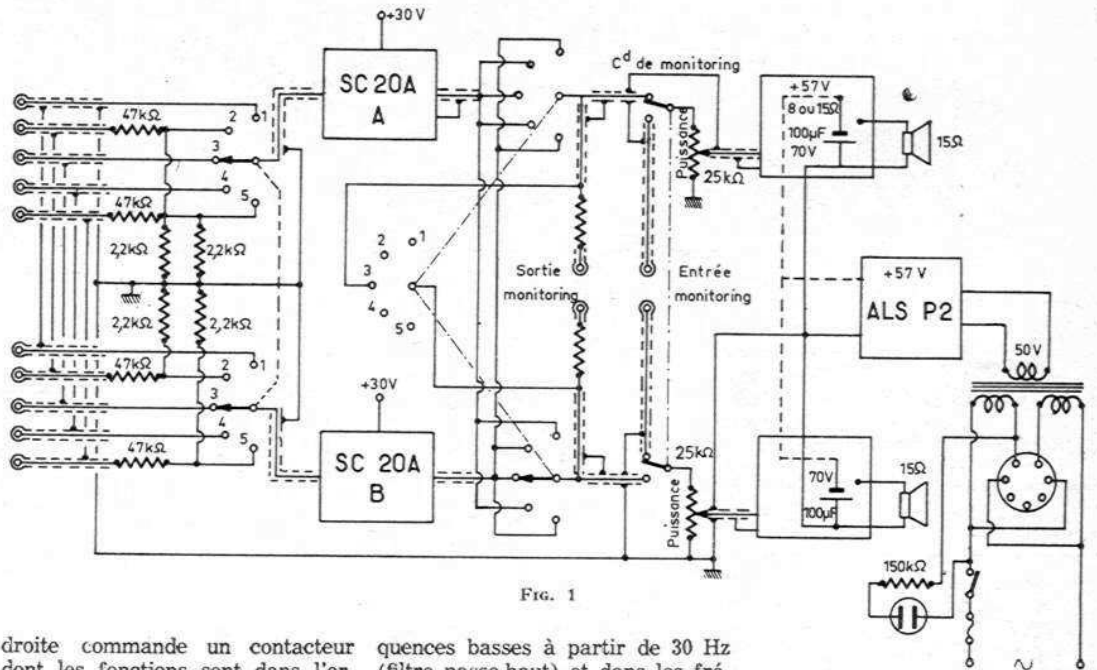 +30V
SC 20A
A
47kΩ
2
1
3
4
5
47kΩ
2,2kΩ
2,2kΩ
2,2kΩ
2,2kΩ
47kΩ
2
1
3
4
5
47kΩ
+30V
SC 20A
B
2
1
3
4
5
Cd de monitoring
Puissance
25kΩ
Sortie
monitoring
Entrée
monitoring
25kΩ
Puissance
+57V
8 ou 15Ω
100µF
70V
15Ω
+57 V
ALS P2
50V
70V
100µF
15Ω
150kΩ
FIG. 1
droite commande un contacteur
dont les fonctions sont dans l'or-
quences basses à partir de 30 Hz
(filtre passe-haut) et dans les fré-